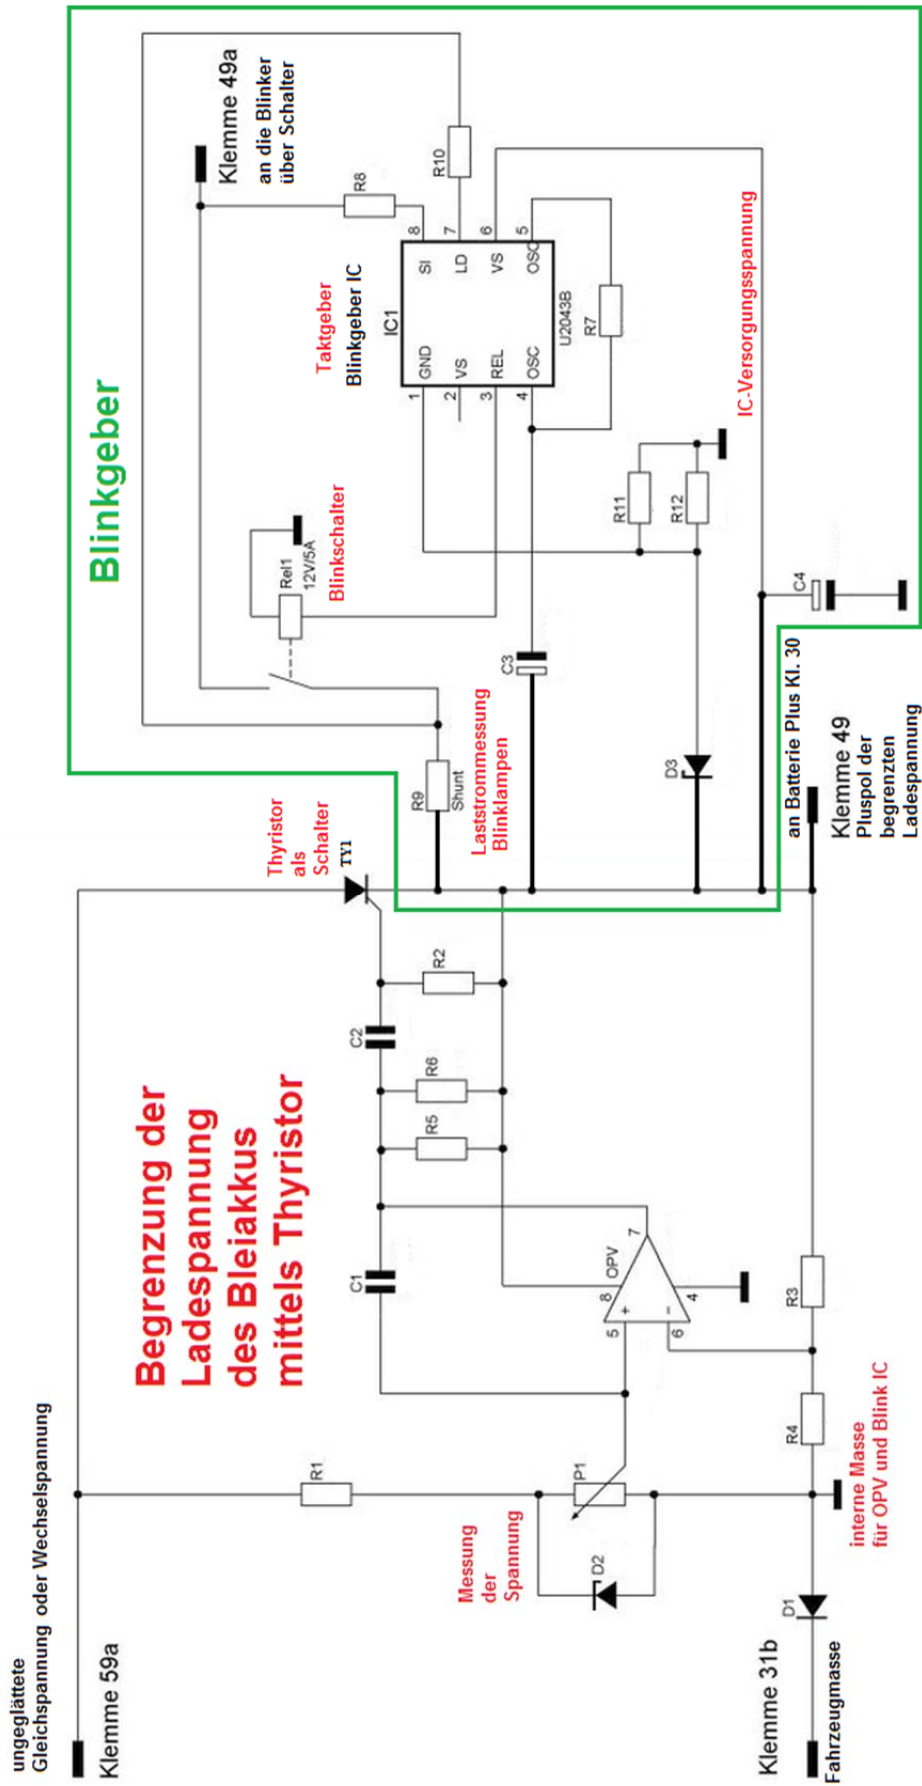 ungeglättete
Gleichspannung oder Wechselspannung
Klemme 59a
Begrenzung der
Ladespannung
des Bleiakkus
mittels Thyristor
Thyristor
als
Schalter
TY1
Blinkgeber
Klemme 49a
an die Blinker
über Schalter
R8
R10
Taktgeber
Blinkgeber IC
IC1
1
GND
SI
8
2
VS
LD
7
3
REL
VS
6
4
OSC
OSC
5
U2043B
R7
Rel1
12V/5A
Blinkschalter
R9
Shunt
Laststrommessung
Blinklampen
C3
R11
R12
D3
IC-Versorgungsspannung
C4
an Batterie Plus Kl. 30
Klemme 49
Pluspol der
begrenzten
Ladespannung
C1
C2
R2
R6
R5
R1
Messung
der
Spannung
D2
P1
OPV
5
+
6
-
8
4
7
R3
R4
interne Masse
für OPV und Blink IC
D1
Klemme 31b
Fahrzeugmasse